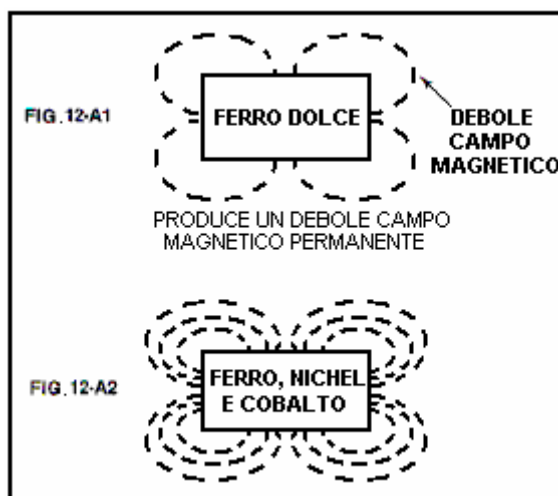 FIG.12-A1
FERRO DOLCE
DEBOLE
CAMPO
MAGNETICO
PRODUCE UN DEBOLE CAMPO
MAGNETICO PERMANENTE
FIG.12-A2
FERRO, NICHEL
E COBALTO